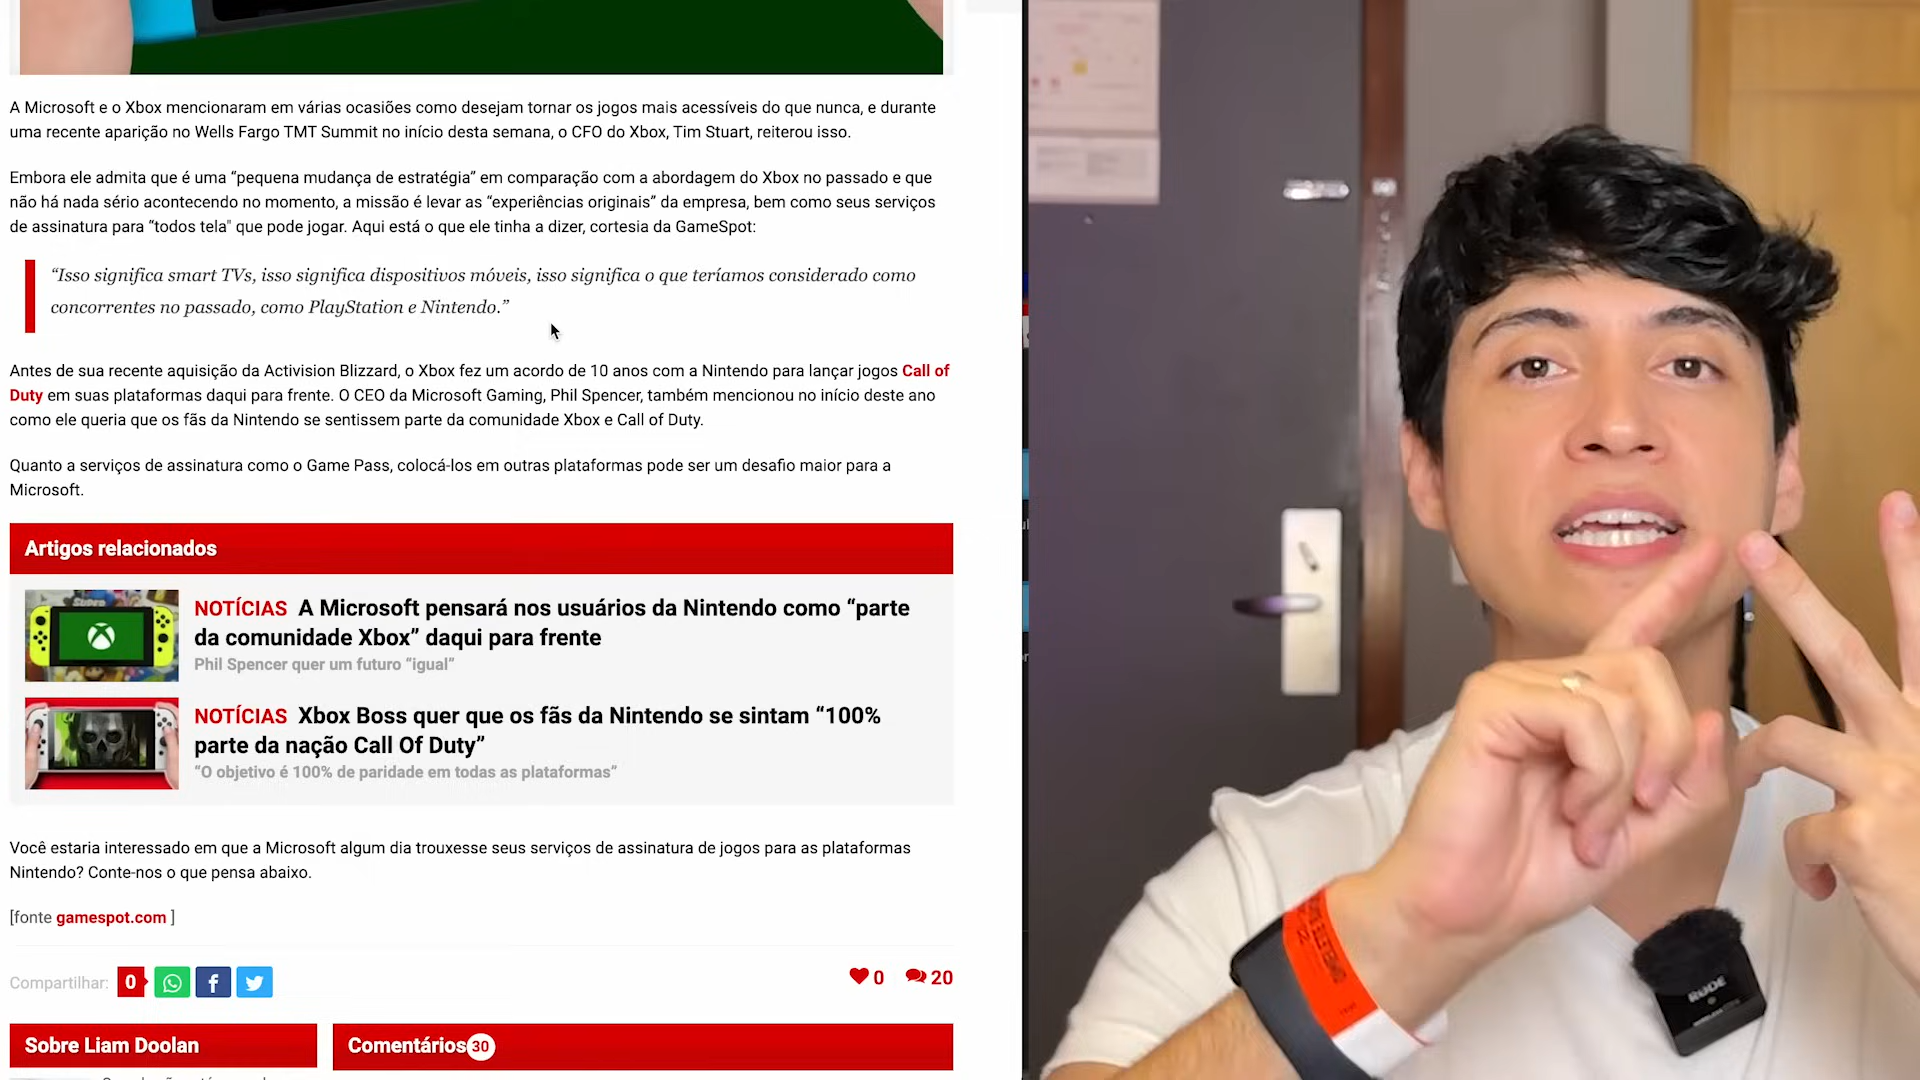 A Microsoft e o Xbox mencionaram em várias ocasiões como desejam tornar os jogos mais acessíveis do que nunca, e durante
uma recente aparição no Wells Fargo TMT Summit no início desta semana, o CFO do Xbox, Tim Stuart, reiterou isso.
Embora ele admita que é uma “pequena mudança de estratégia” em comparação com a abordagem do Xbox no passado e que
não há nada sério acontecendo no momento, a missão é levar as “experiências originais” da empresa, bem como seus serviços
de assinatura para “todos tela" que pode jogar. Aqui está o que ele tinha a dizer, cortesia da GameSpot:
“Isso significa smart TVs, isso significa dispositivos móveis, isso significa o que teríamos considerado como
concorrentes no passado, como PlayStation e Nintendo.”
Antes de sua recente aquisição da Activision Blizzard, o Xbox fez um acordo de 10 anos com a Nintendo para lançar jogos Call of
Duty em suas plataformas daqui para frente. O CEO da Microsoft Gaming, Phil Spencer, também mencionou no início deste ano
como ele queria que os fãs da Nintendo se sentissem parte da comunidade Xbox e Call of Duty.
Quanto a serviços de assinatura como o Game Pass, colocá-los em outras plataformas pode ser um desafio maior para a
Microsoft.
Artigos relacionados
NOTÍCIAS A Microsoft pensará nos usuários da Nintendo como “parte
da comunidade Xbox” daqui para frente
Phil Spencer quer um futuro “igual”
NOTÍCIAS Xbox Boss quer que os fãs da Nintendo se sintam “100%
parte da nação Call Of Duty”
“O objetivo é 100% de paridade em todas as plataformas”
Você estaria interessado em que a Microsoft algum dia trouxesse seus serviços de assinatura de jogos para as plataformas
Nintendo? Conte-nos o que pensa abaixo.
[fonte gamespot.com ]
Compartilhar: 0
0 20
Sobre Liam Doolan
Comentários 30
RODE